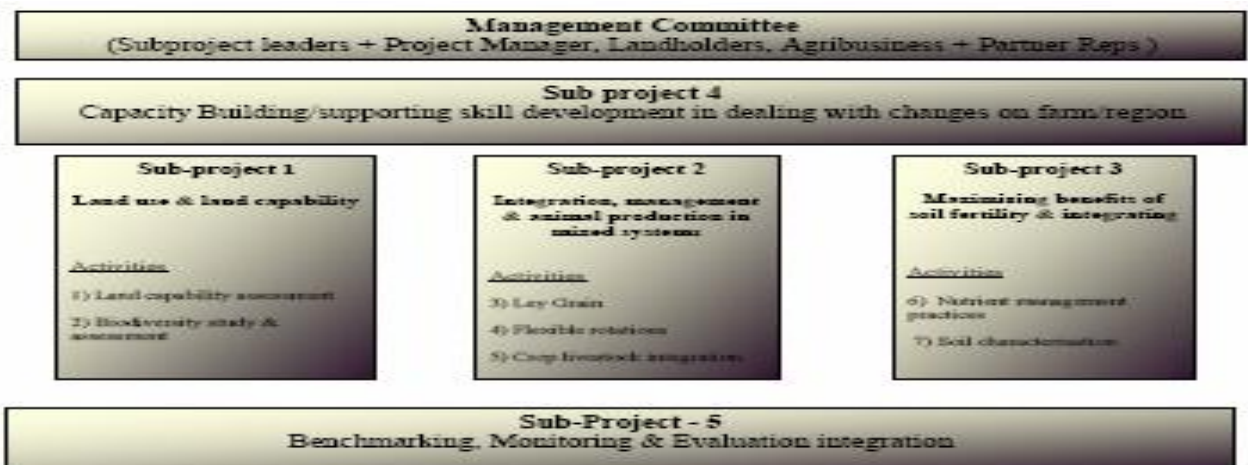 Management Committee
(Subproject leaders + Project Manager, Landholders, Agribusiness + Partner Reps )
Sub project 4
Capacity Building/supporting skill development in dealing with changes on farm/region
Sub-project 1
Land use & land capability
Activities
1) Land capability assessment
2) Biodiversity study &
assessment
Sub-project 2
Integration, management
& animal production in
mixed systems
Activities
3) Ley Grain
4) Flexible rotations
5) Crop livestock integration
Sub-project 3
Maximising benefits of
soil fertility & integrating
Activities
6) Nutrient management
practices
7) Soil characterisation
Sub-Project - 5
Benchmarking, Monitoring & Evaluation integration